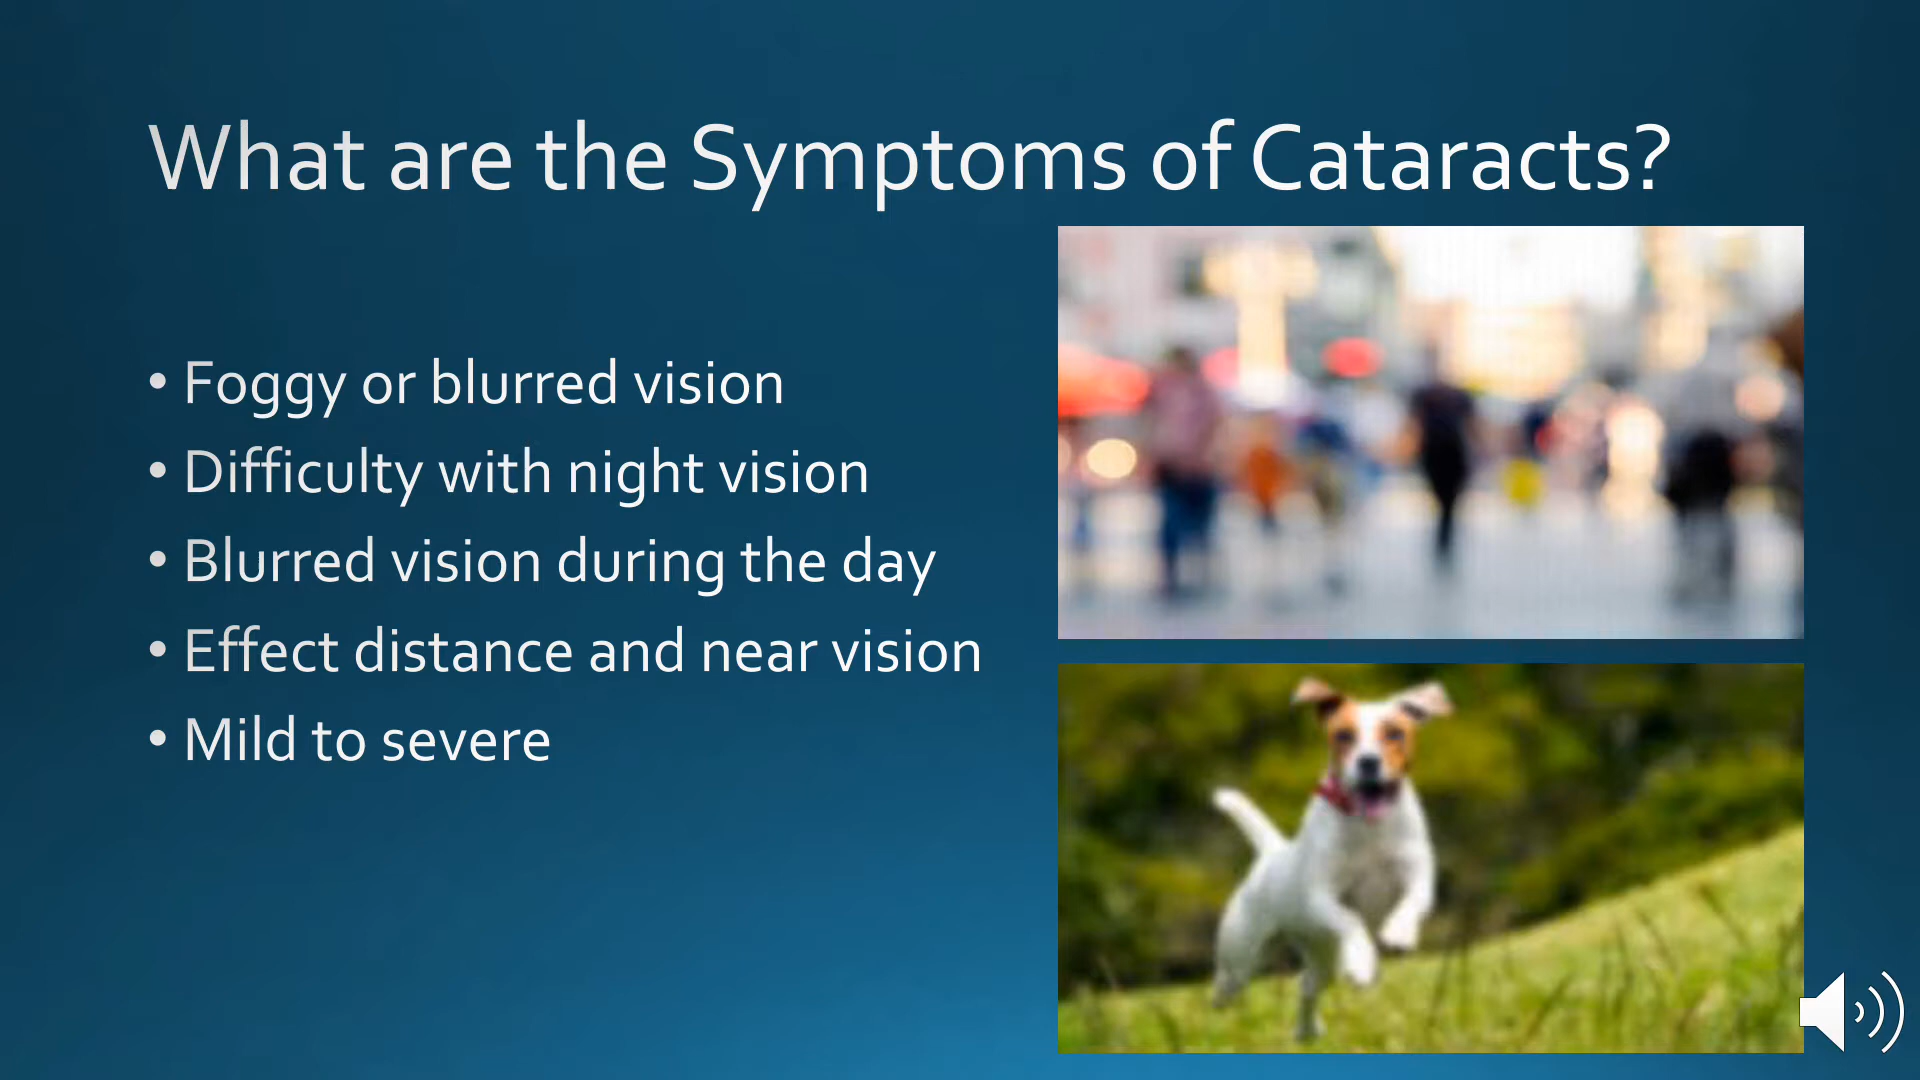 What are the Symptoms of Cataracts?
• Foggy or blurred vision
• Difficulty with night vision
• Blurred vision during the day
• Effect distance and near vision
• Mild to severe